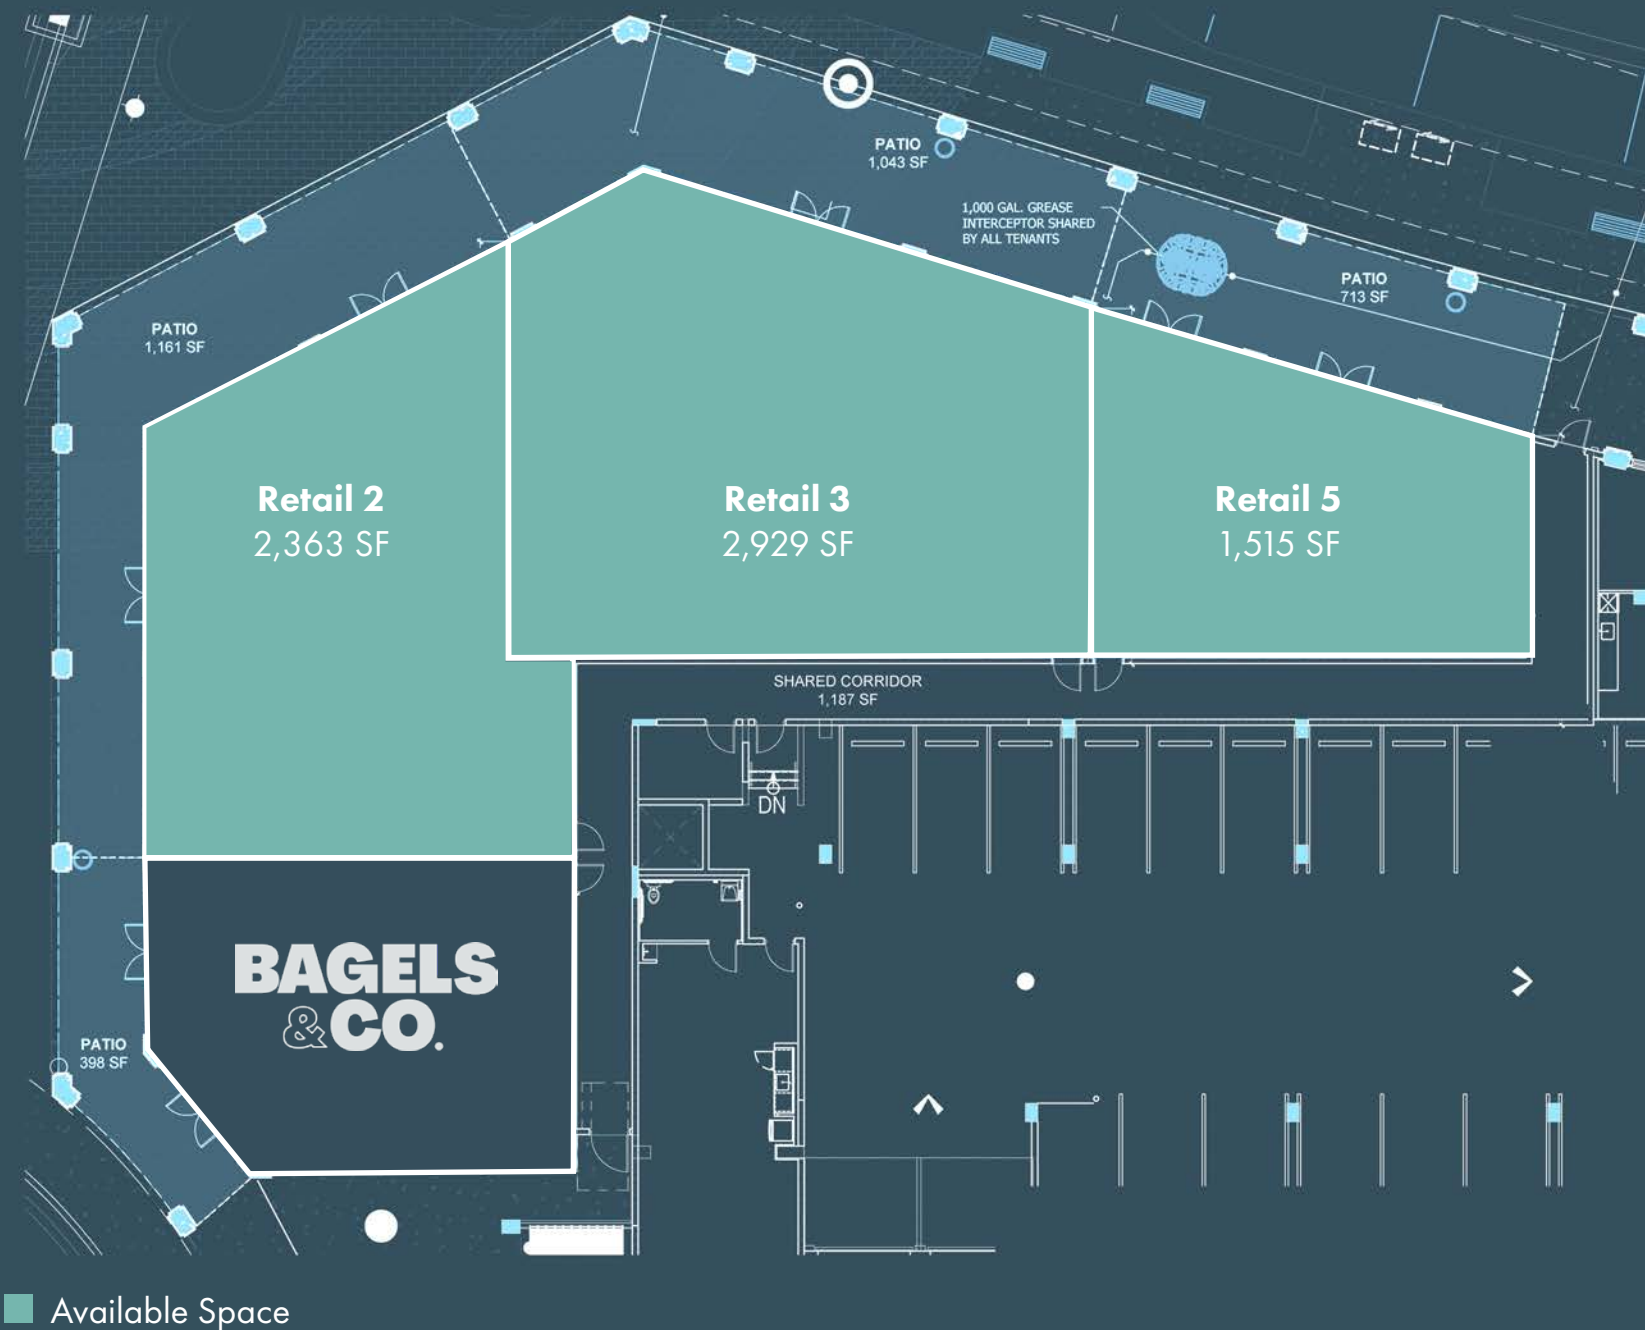 PATIO
1,043 SF
1,000 GAL. GREASE
INTERCEPTOR SHARED
BY ALL TENANTS
PATIO
713 SF
PATIO
1,161 SF
Retail 2
2,363 SF
Retail 3
2,929 SF
Retail 5
1,515 SF
SHARED CORRIDOR
1,187 SF
DN
BAGELS
&CO.
PATIO
398 SF
Available Space